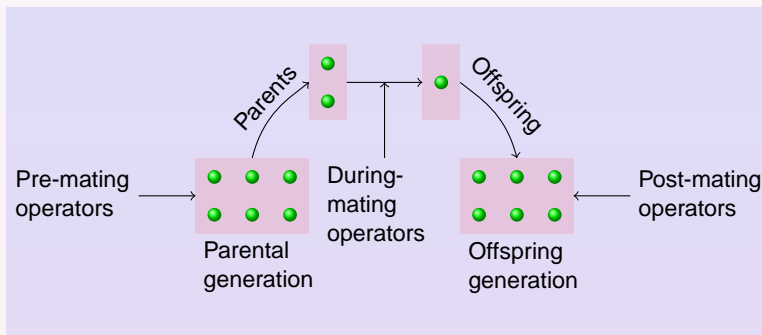 Parents
Offspring
Pre-mating
operators
During-
mating
operators
Post-mating
operators
Parental
generation
Offspring
generation